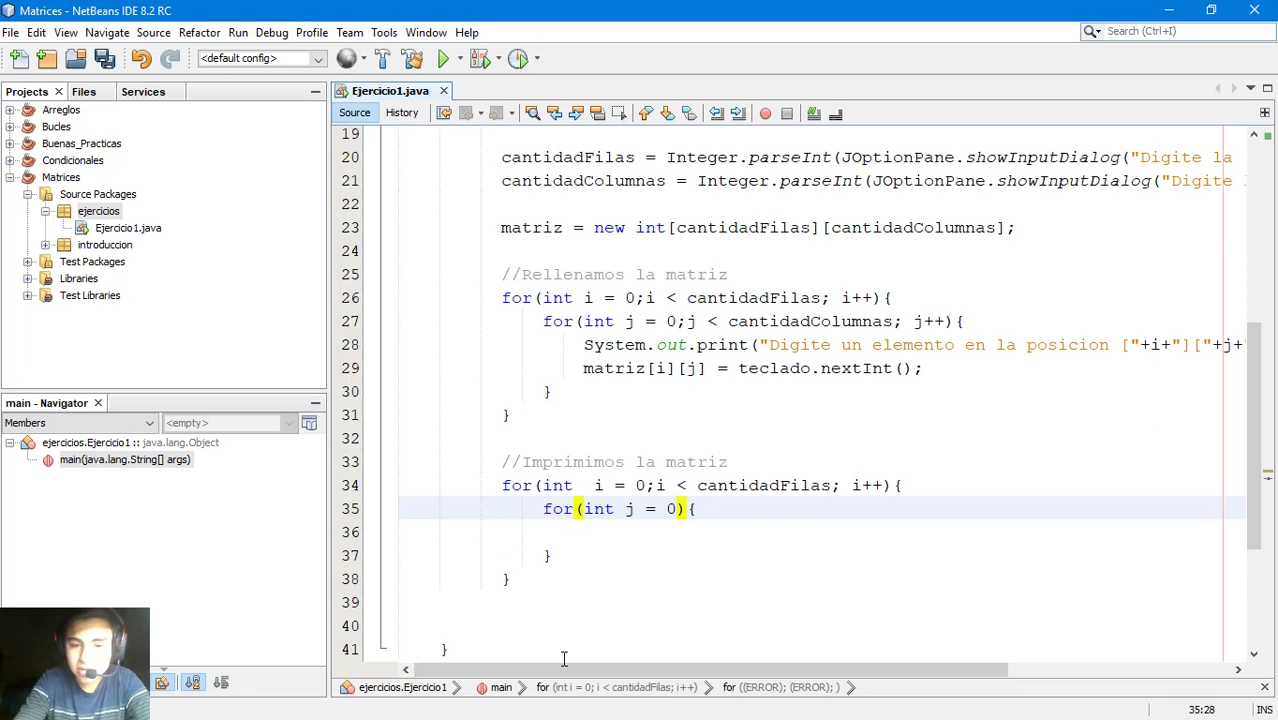 Matrices - NetBeans IDE 8.2 RC
File Edit View Navigate Source Refactor Run Debug Profile Team Tools Window Help
Search (Ctrl+I)
<default config>
Projects Files Services
Ejercicio1.java
Arreglos
Bucles
Buenas_Practicas
Condicionales
Matrices
Source Packages
ejercicios
Ejercicio1.java
introduccion
Test Packages
Libraries
Test Libraries
main - Navigator
Members <empty>
ejercicios.Ejercicio1 :: java.lang.Object
main(java.lang.String[] args)
Source History
19
20 cantidadFilas = Integer.parseInt(JOptionPane.showInputDialog("Digite la
21 cantidadColumnas = Integer.parseInt(JOptionPane.showInputDialog("Digite l
22
23 matriz = new int[cantidadFilas][cantidadColumnas];
24
25 //Rellenamos la matriz
26 for(int i = 0;i < cantidadFilas; i++){
27 for(int j = 0;j < cantidadColumnas; j++){
28 System.out.print("Digite un elemento en la posicion ["+i+"]["+j+"
29 matriz[i][j] = teclado.nextInt();
30 }
31 }
32
33 //Imprimimos la matriz
34 for(int  i = 0;i < cantidadFilas; i++){
35 for(int j = 0){
36
37 }
38 }
39
40
41 }
ejercicios.Ejercicio1 main for (int i = 0; i < cantidadFilas; i++) for ((ERROR); (ERROR); )
35:28 INS